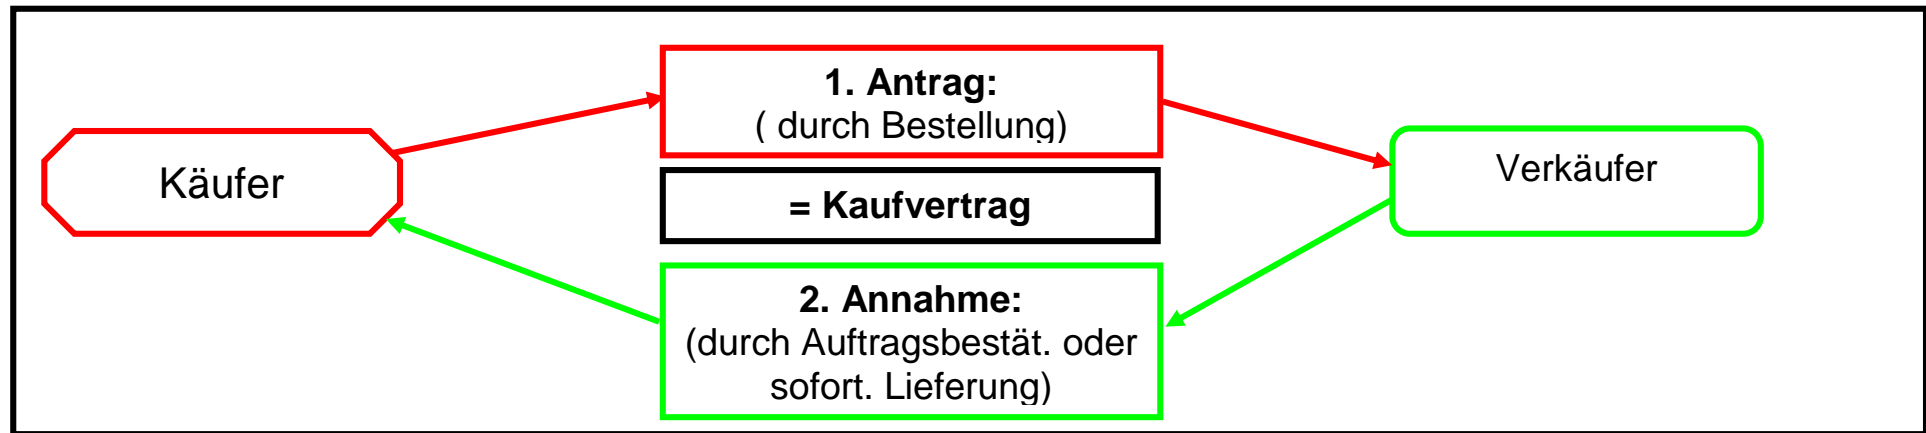 1. Antrag:
( durch Bestellung)
Käufer
Verkäufer
= Kaufvertrag
2. Annahme:
(durch Auftragsbestät. oder
sofort. Lieferung)